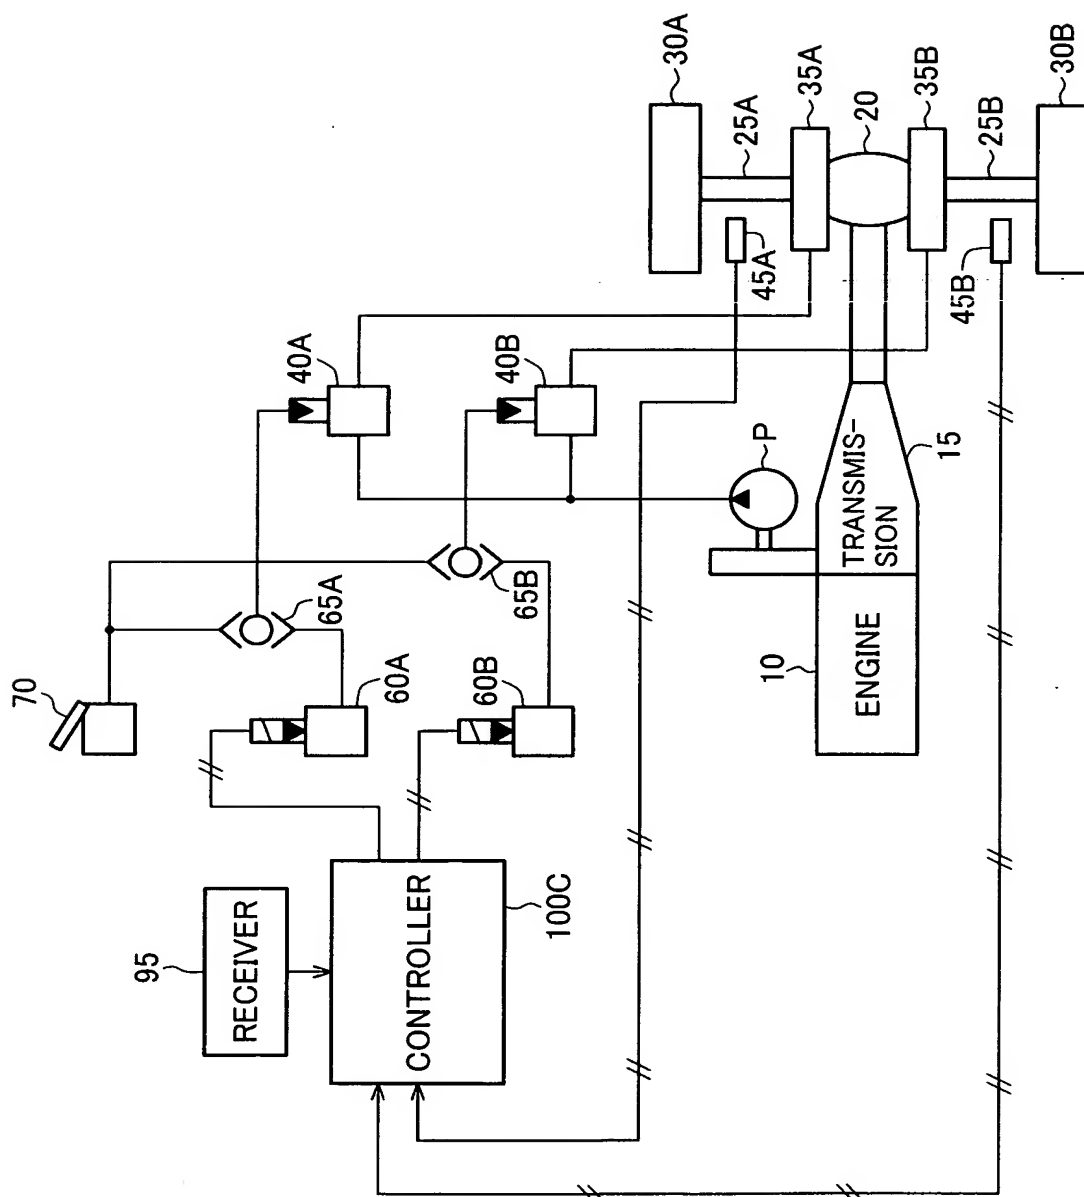 30A
35A
20
35B
30B
25A
25B
45A
45B
40A
40B
P
TRANSMIS-
SION
15
10
ENGINE
65A
65B
70
60A
60B
95
RECEIVER
CONTROLLER
100C